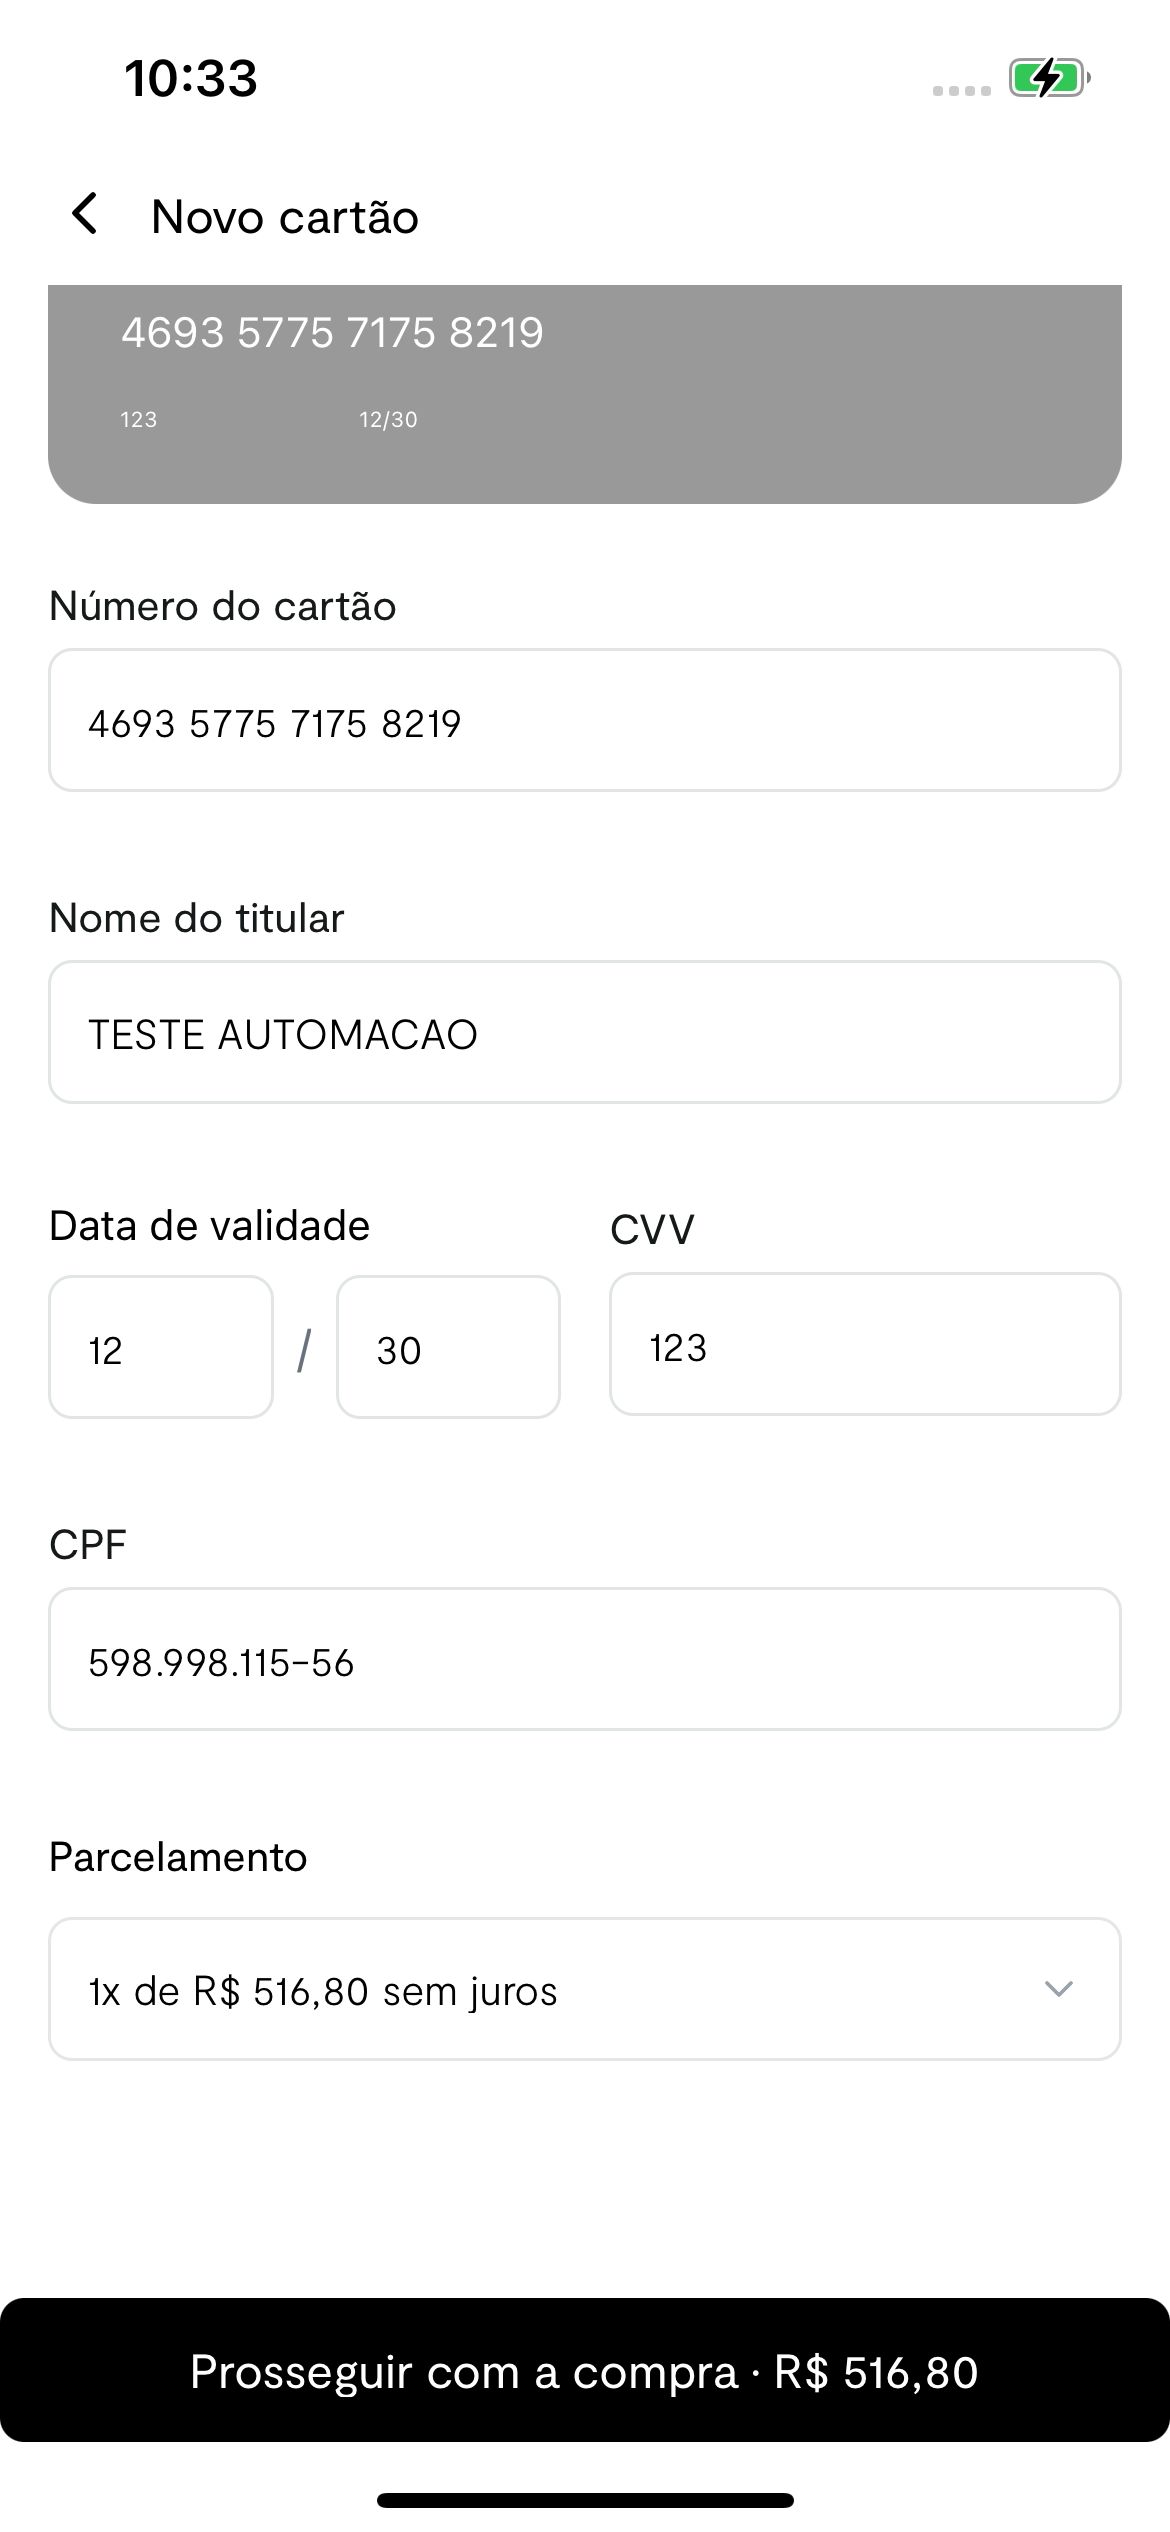 10:33
Novo cartão
4693 5775 7175 8219
123 12/30
Número do cartão
4693 5775 7175 8219
Nome do titular
TESTE AUTOMACAO
Data de validade CVV
12 / 30 123
CPF
598.998.115-56
Parcelamento
1x de R$ 516,80 sem juros
Prosseguir com a compra · R$ 516,80